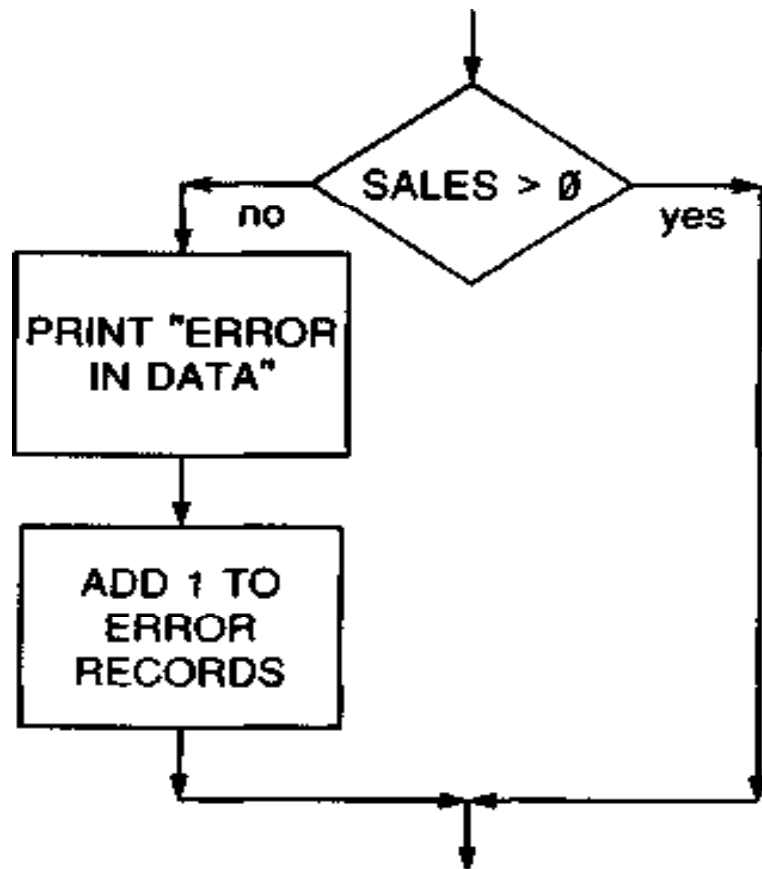 SALES > Ø
no
yes
PRINT "ERROR
IN DATA"
ADD 1 TO
ERROR
RECORDS